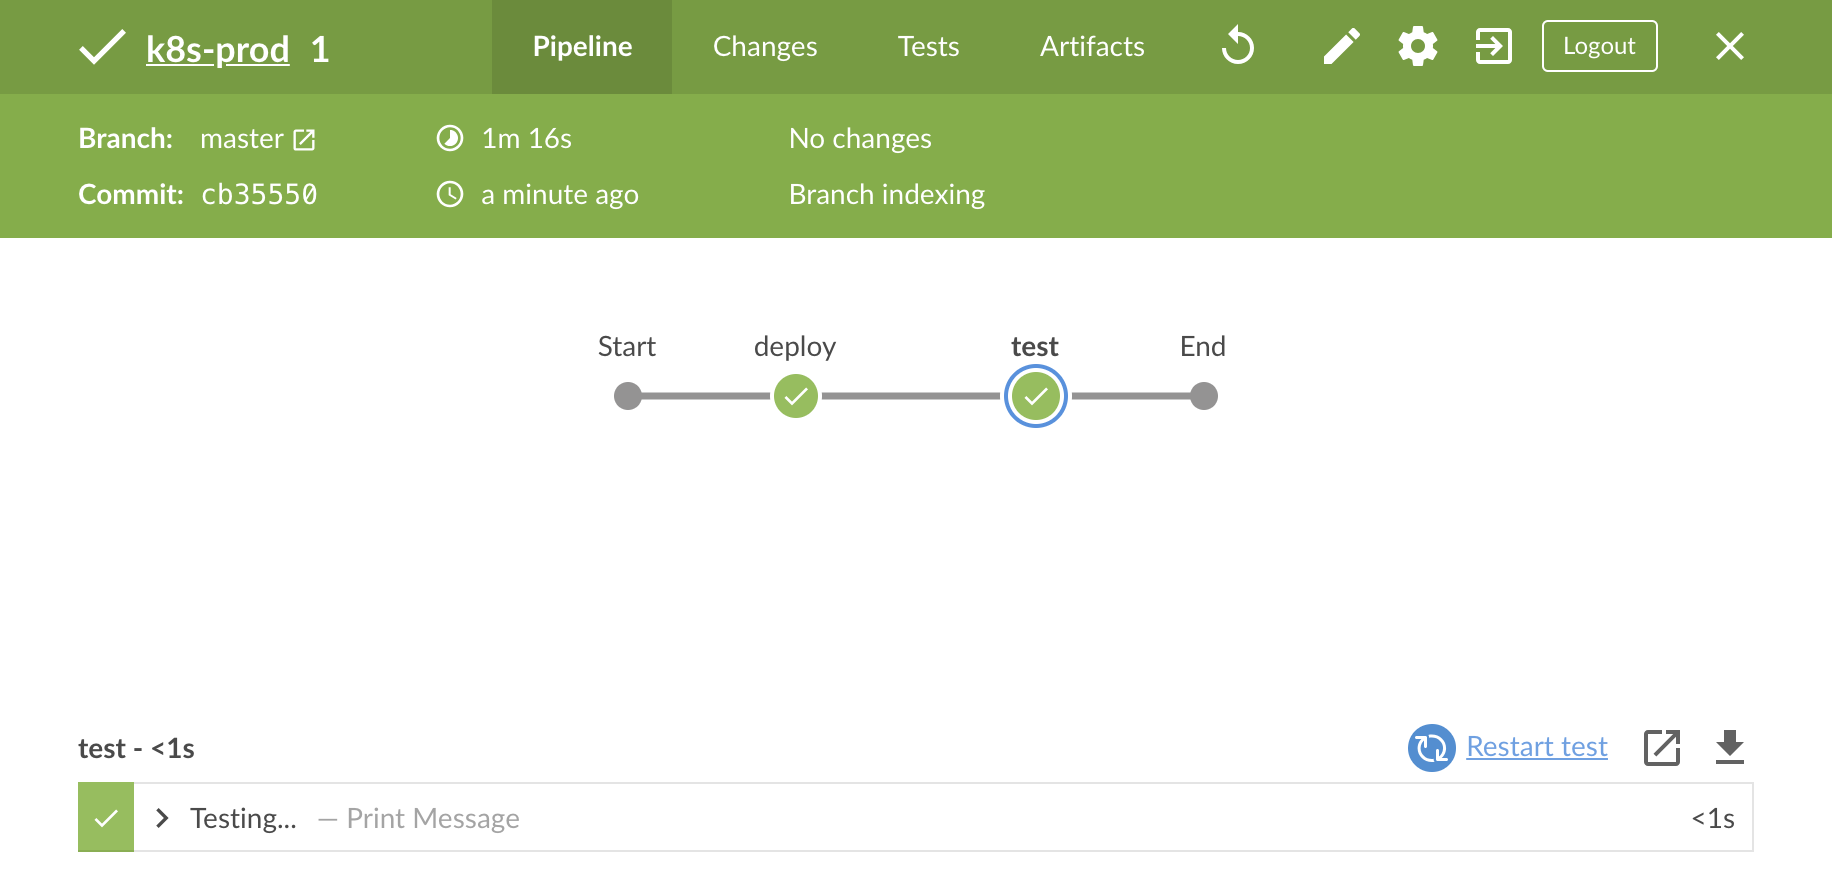 k8s-prod 1 Pipeline Changes Tests Artifacts Logout
Branch: master 1m 16s No changes
Commit: cb35550 a minute ago Branch indexing
Start deploy test End
test - <1s Restart test
Testing... — Print Message <1s